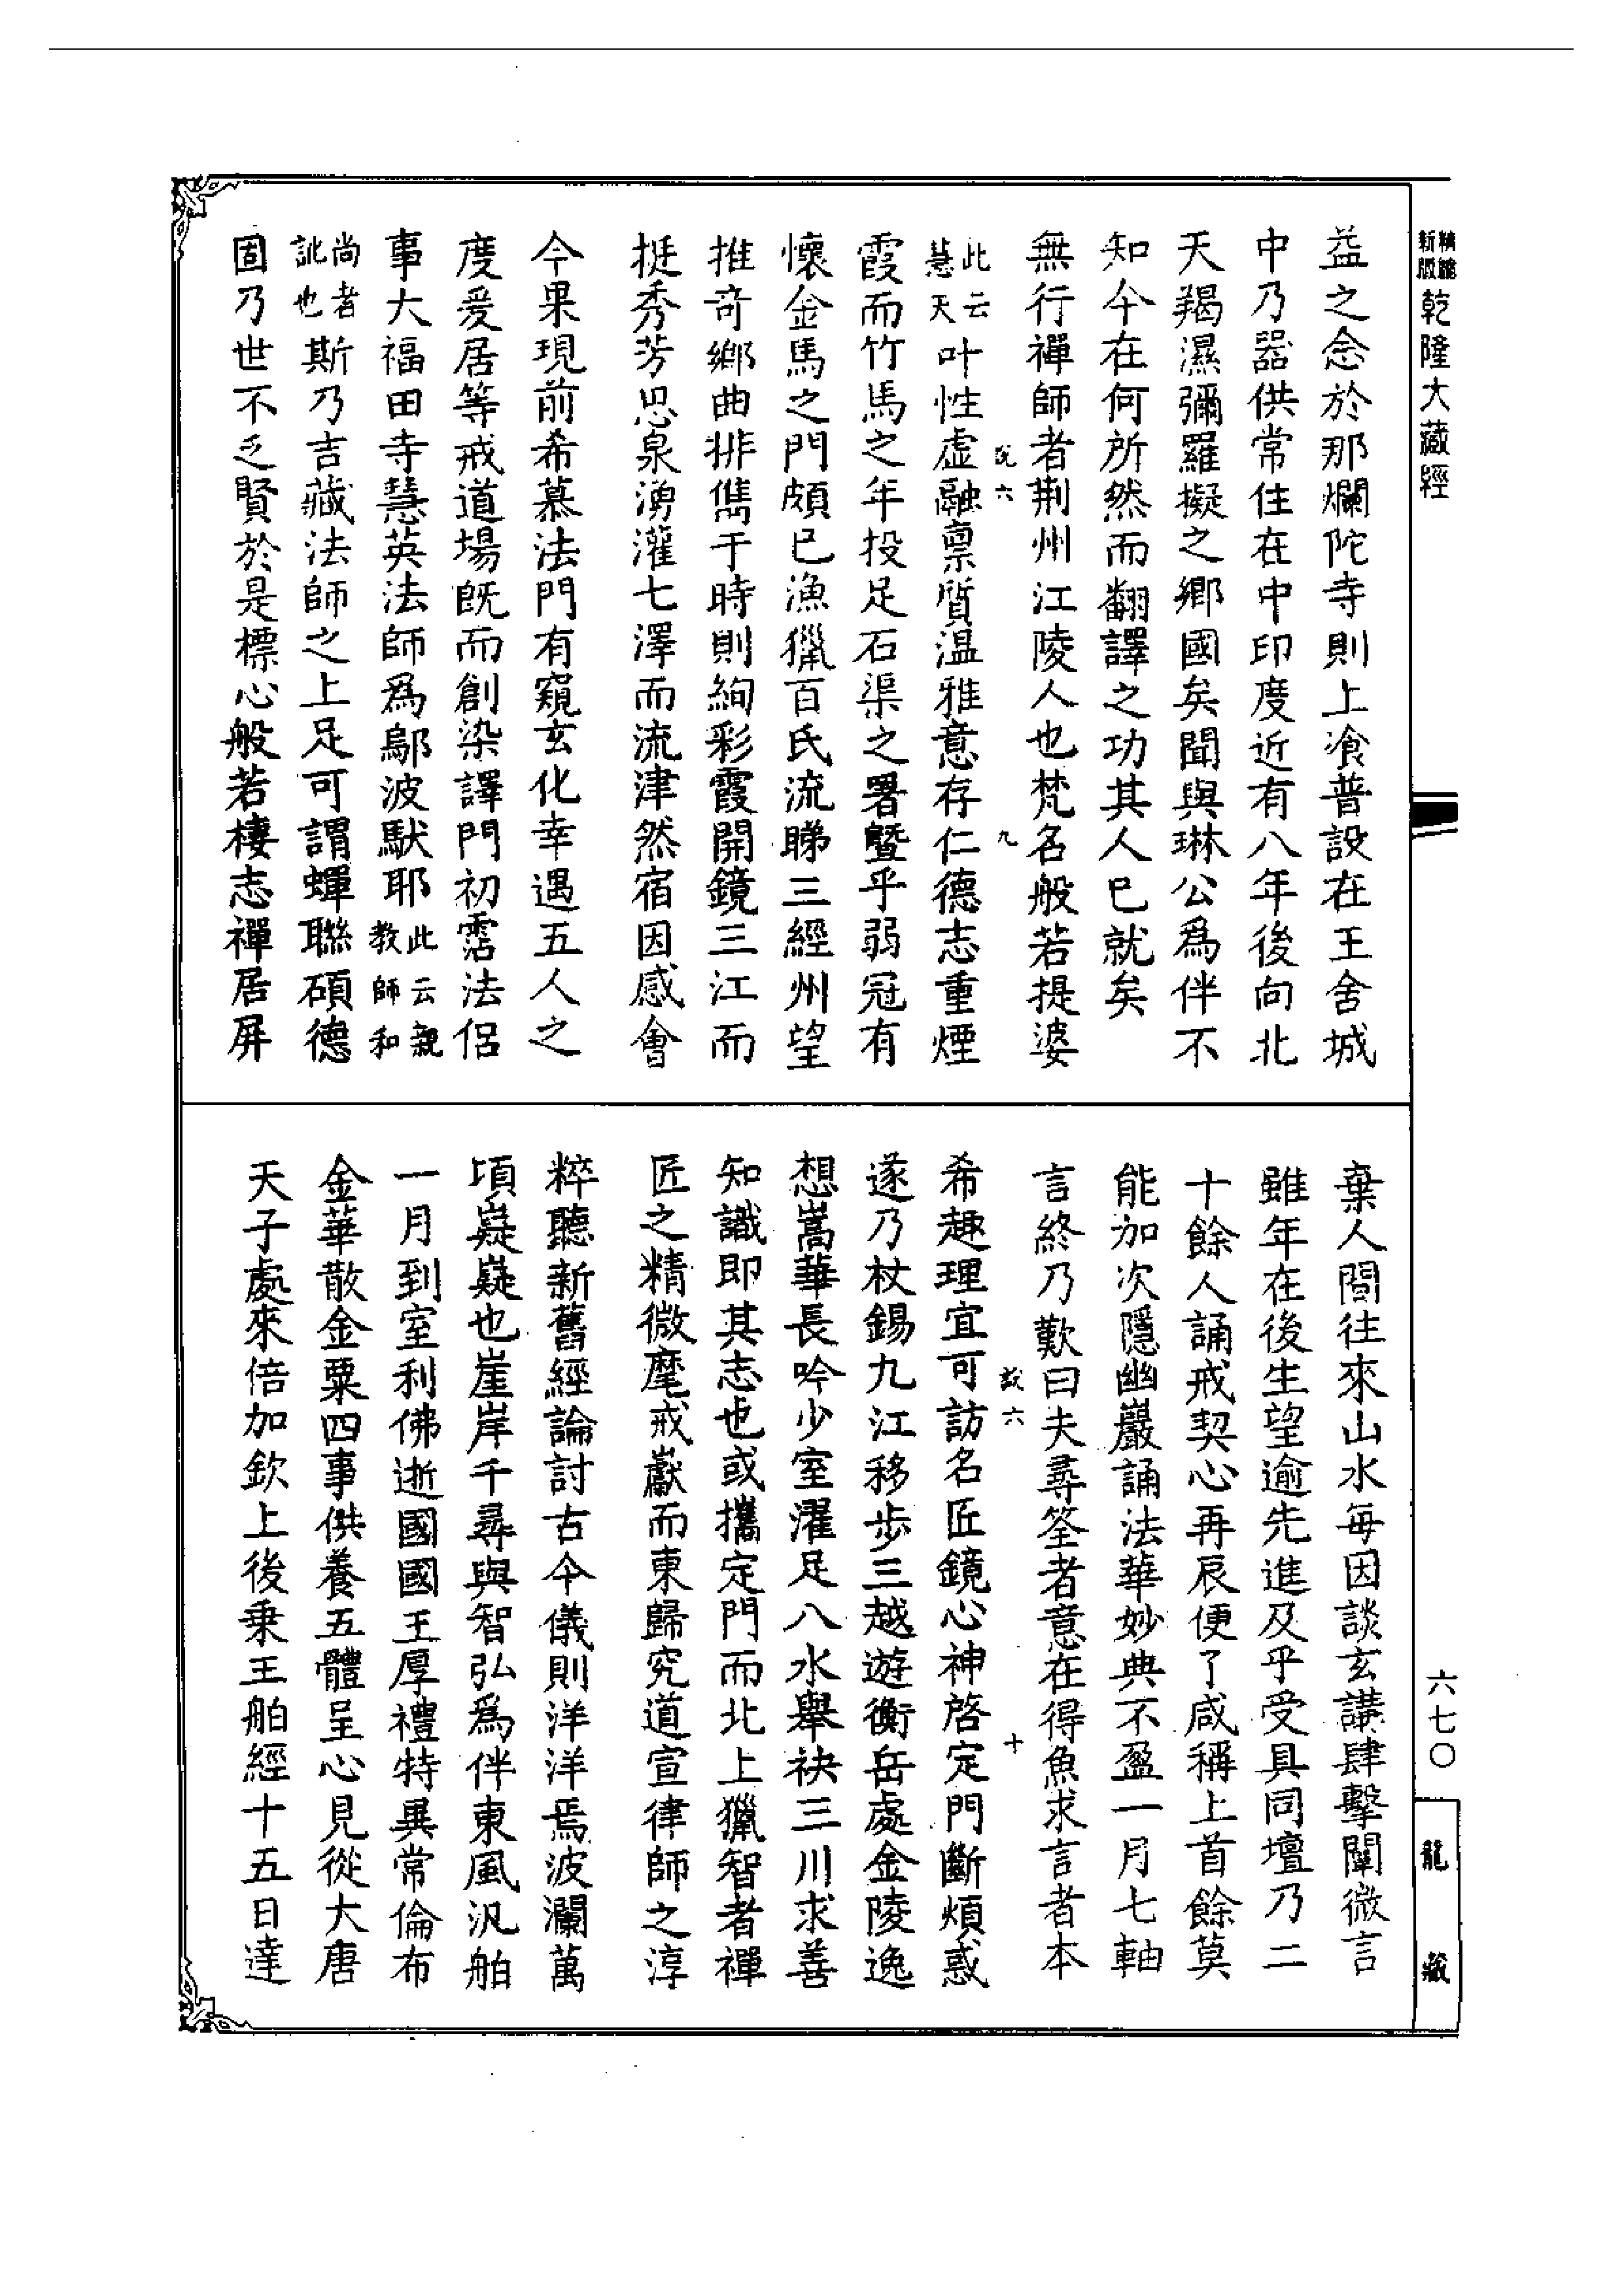 精縮新版乾隆大藏經
益之念於那爛陀寺則上飡普設在王舍城
中乃器供常住在中印度近有八年後向北
天羯濕彌羅擬之鄉國矣聞與琳公爲伴不
知今在何所然而翻譯之功其人已就矣
無行禪師者荆州江陵人也梵名般若提婆
此云慧天叶性虛融禀質温雅意存仁德志重煙
霞而竹馬之年投足石渠之署暨乎弱冠有
懷金馬之門頗已漁獵百氏流睇三經州望
推奇鄉曲排儁于時則絢彩霞開鏡三江而
挺秀芳思泉湧灌七澤而流津然宿因感會
今果現前希慕法門有窺玄化幸遇五人之
度爰居等戒道場既而創染譯門初霑法侶
事大福田寺慧英法師爲鄔波馱耶此云親教師和
尚者訛也斯乃吉藏法師之上足可謂蟬聯碩德
固乃世不乏賢於是標心般若棲志禪居屏
六九
棄人間往來山水每因談玄講肆擊闡微言
雖年在後生望逾先進及乎受具同壇乃二
十餘人誦戒契心再辰便了咸稱上首餘莫
能加次隱幽巖誦法華妙典不盈一月七軸
言終乃歎曰夫尋筌者意在得魚求言者本
希趣理宜可訪名匠鏡心神啓定門斷煩惑
遂乃杖錫九江移步三越遊衡岳處金陵逸
想嵩華長吟少室濯足八水舉袂三川求善
知識即其志也或攜定門而北上獵智者禪
匠之精微麾戒巘而東歸究道宣律師之淳
粹聽新舊經論討古今儀則洋洋焉波瀾萬
頃嶷嶷也崖岸千尋與智弘爲伴東風汎舶
一月到室利佛逝國國王厚禮特異常倫布
金華散金粟四事供養五體呈心見從大唐
天子處來倍加欽上後乘王舶經十五日達
六十
六七〇
龍藏